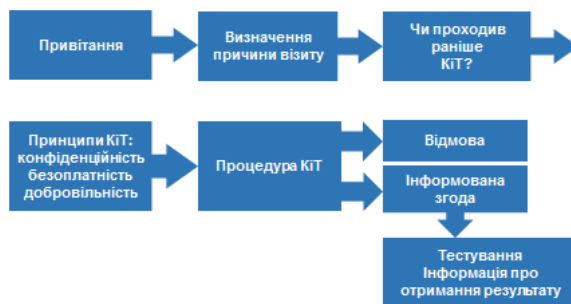 Привітання
Визначення
причини візиту
Чи проходив
раніше
КіТ?
Принципи КіТ:
конфіденційність
безоплатність
добровільність
Процедура КіТ
Відмова
Інформована
згода
Тестування
Інформація про
отримання результату